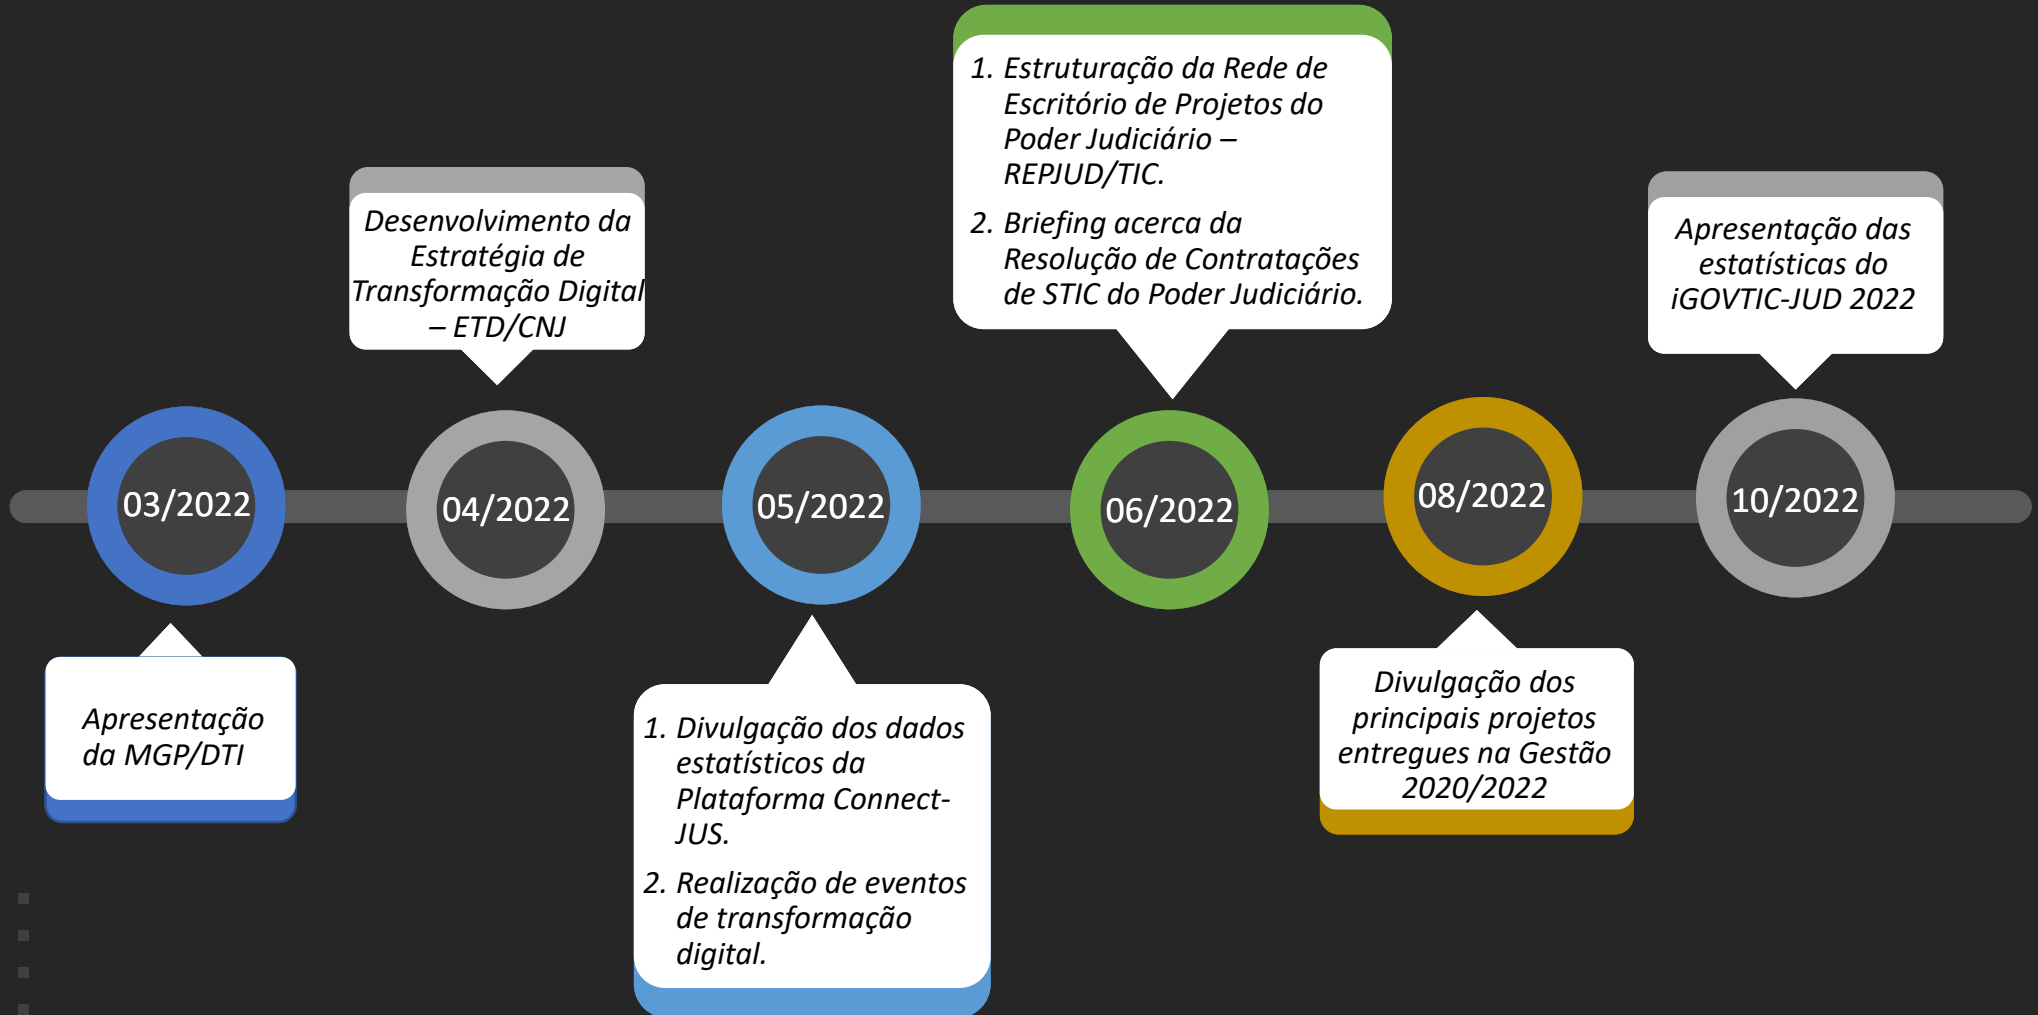 1. Estruturação da Rede de
Escritório de Projetos do
Poder Judiciário –
REPJUD/TIC.
2. Briefing acerca da
Resolução de Contratações
de STIC do Poder Judiciário.
Desenvolvimento da
Estratégia de
Transformação Digital
– ETD/CNJ
Apresentação das
estatísticas do
iGOVTIC-JUD 2022
03/2022
04/2022
05/2022
06/2022
08/2022
10/2022
Apresentação
da MGP/DTI
1. Divulgação dos dados
estatísticos da
Plataforma Connect-
JUS.
2. Realização de eventos
de transformação
digital.
Divulgação dos
principais projetos
entregues na Gestão
2020/2022